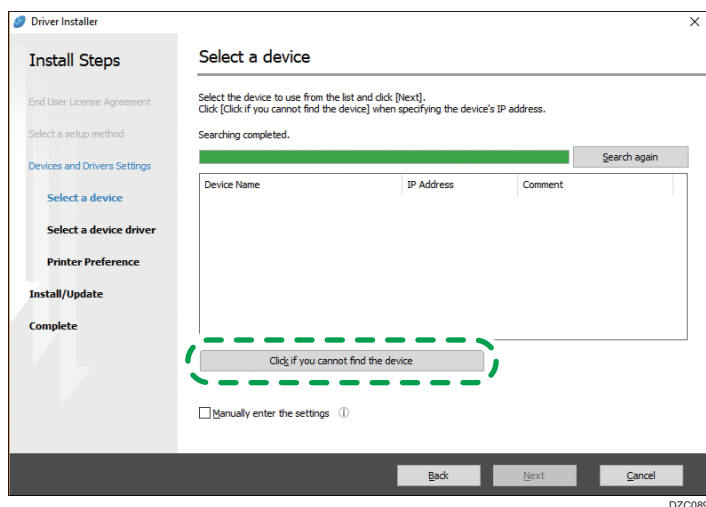 Driver Installer
Install Steps
End User License Agreement
Select a setup method
Devices and Drivers Settings
Select a device
Select a device driver
Printer Preference
Install/Update
Complete
Select a device
Select the device to use from the list and click [Next].
Click [Click if you cannot find the device] when specifying the device's IP address.
Searching completed.
Search again
Device Name IP Address Comment
Click if you cannot find the device
Manually enter the settings
Back Next Cancel
DZC089